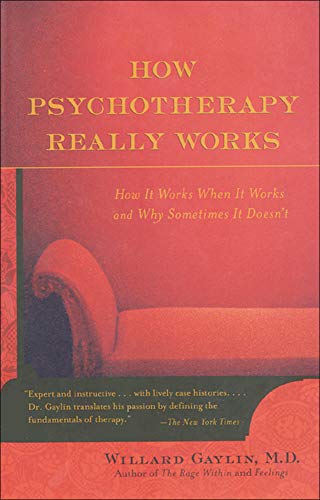 HOW
PSYCHOTHERAPY
REALLY WORKS
How It Works When It Works
and Why Sometimes It Doesn't
"Expert and instructive . . . with lively case histories. . . .
Dr. Gaylin translates his passion by defining the
fundamentals of therapy."
—The New York Times
WILLARD GAYLIN, M.D.
Author of The Rage Within and Feelings